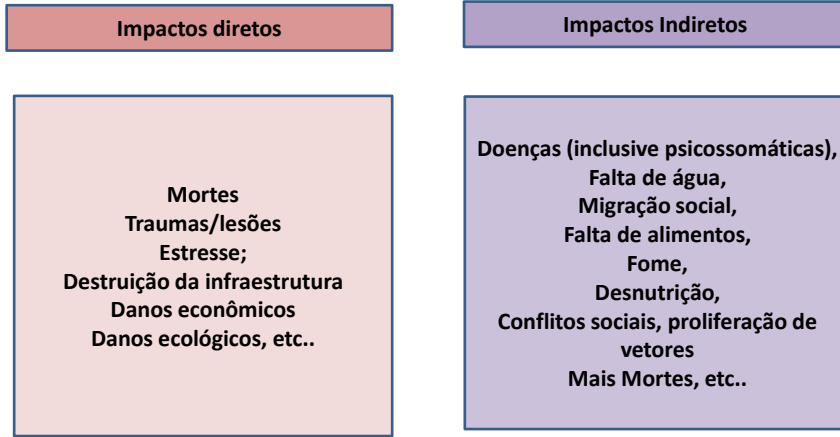 Impactos diretos
Mortes
Traumas/lesões
Estresse;
Destruição da infraestrutura
Danos econômicos
Danos ecológicos, etc..
Impactos Indiretos
Doenças (inclusive psicossomáticas),
Falta de água,
Migração social,
Falta de alimentos,
Fome,
Desnutrição,
Conflitos sociais, proliferação de
vetores
Mais Mortes, etc..